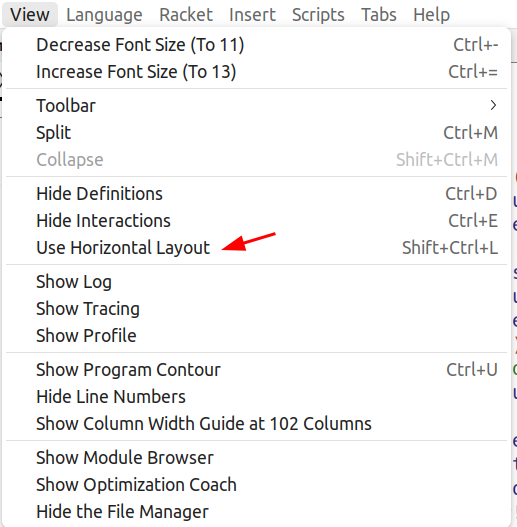 View Language Racket Insert Scripts Tabs Help
Decrease Font Size (To 11) Ctrl+-
Increase Font Size (To 13) Ctrl+=
Toolbar
Split Ctrl+M
Collapse Shift+Ctrl+M
Hide Definitions Ctrl+D
Hide Interactions Ctrl+E
Use Horizontal Layout Shift+Ctrl+L
Show Log
Show Tracing
Show Profile
Show Program Contour Ctrl+U
Hide Line Numbers
Show Column Width Guide at 102 Columns
Show Module Browser
Show Optimization Coach
Hide the File Manager